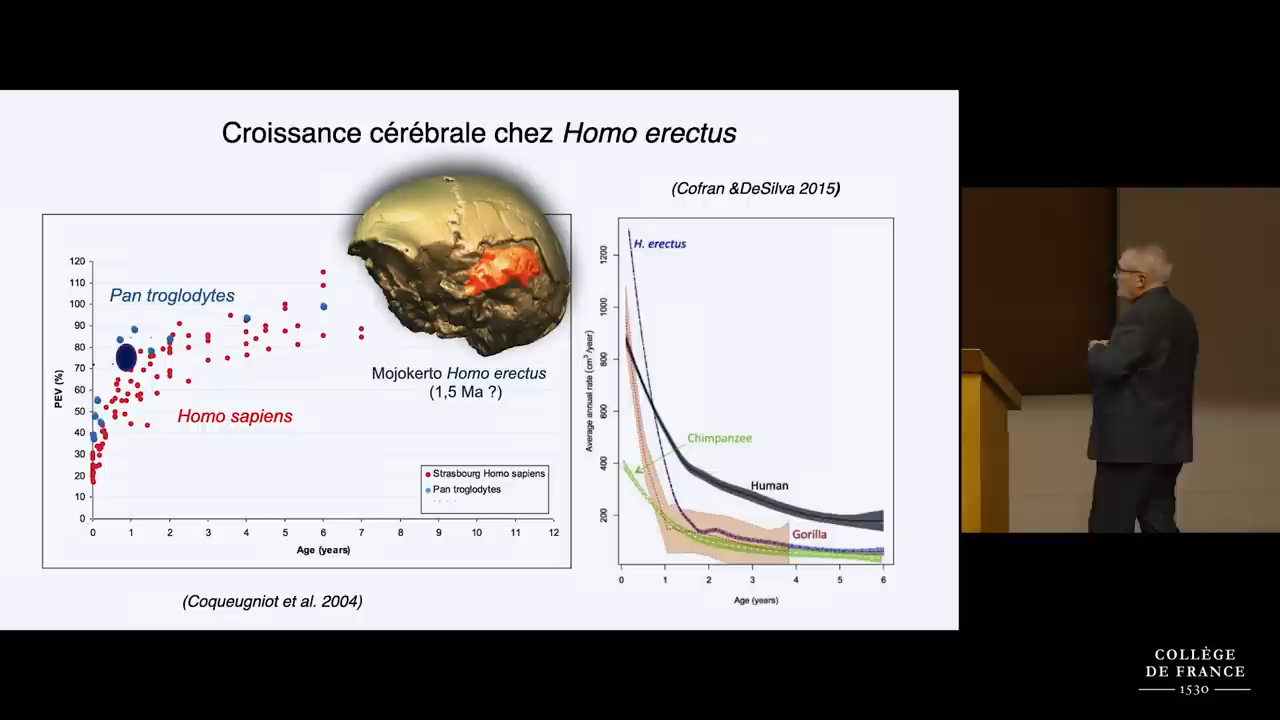 Croissance cérébrale chez Homo erectus
(Cofran &DeSilva 2015)
120
110
100
90
80
70
60
50
40
30
20
10
0
PEV (%)
0 1 2 3 4 5 6 7 8 9 10 11 12
Age (years)
Pan troglodytes
Homo sapiens
Mojokerto Homo erectus
(1,5 Ma ?)
Strasbourg Homo sapiens
Pan troglodytes
(Coqueugniot et al. 2004)
1200
1000
800
600
400
200
Average annual rate (cm³/year)
H. erectus
Chimpanzee
Human
Gorilla
0 1 2 3 4 5 6
Age (years)
COLLÈGE
DE FRANCE
1530